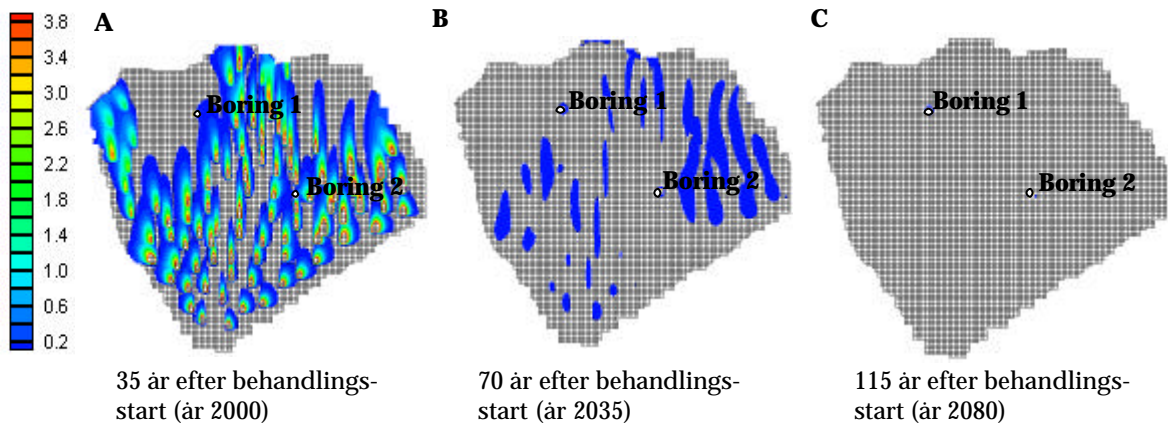 3.8
3.4
3.0
2.6
2.2
1.8
1.4
1.0
0.6
0.2
A
Boring 1
Boring 2
35 år efter behandlings-
start (år 2000)
B
Boring 1
Boring 2
70 år efter behandlings-
start (år 2035)
C
Boring 1
Boring 2
115 år efter behandlings-
start (år 2080)